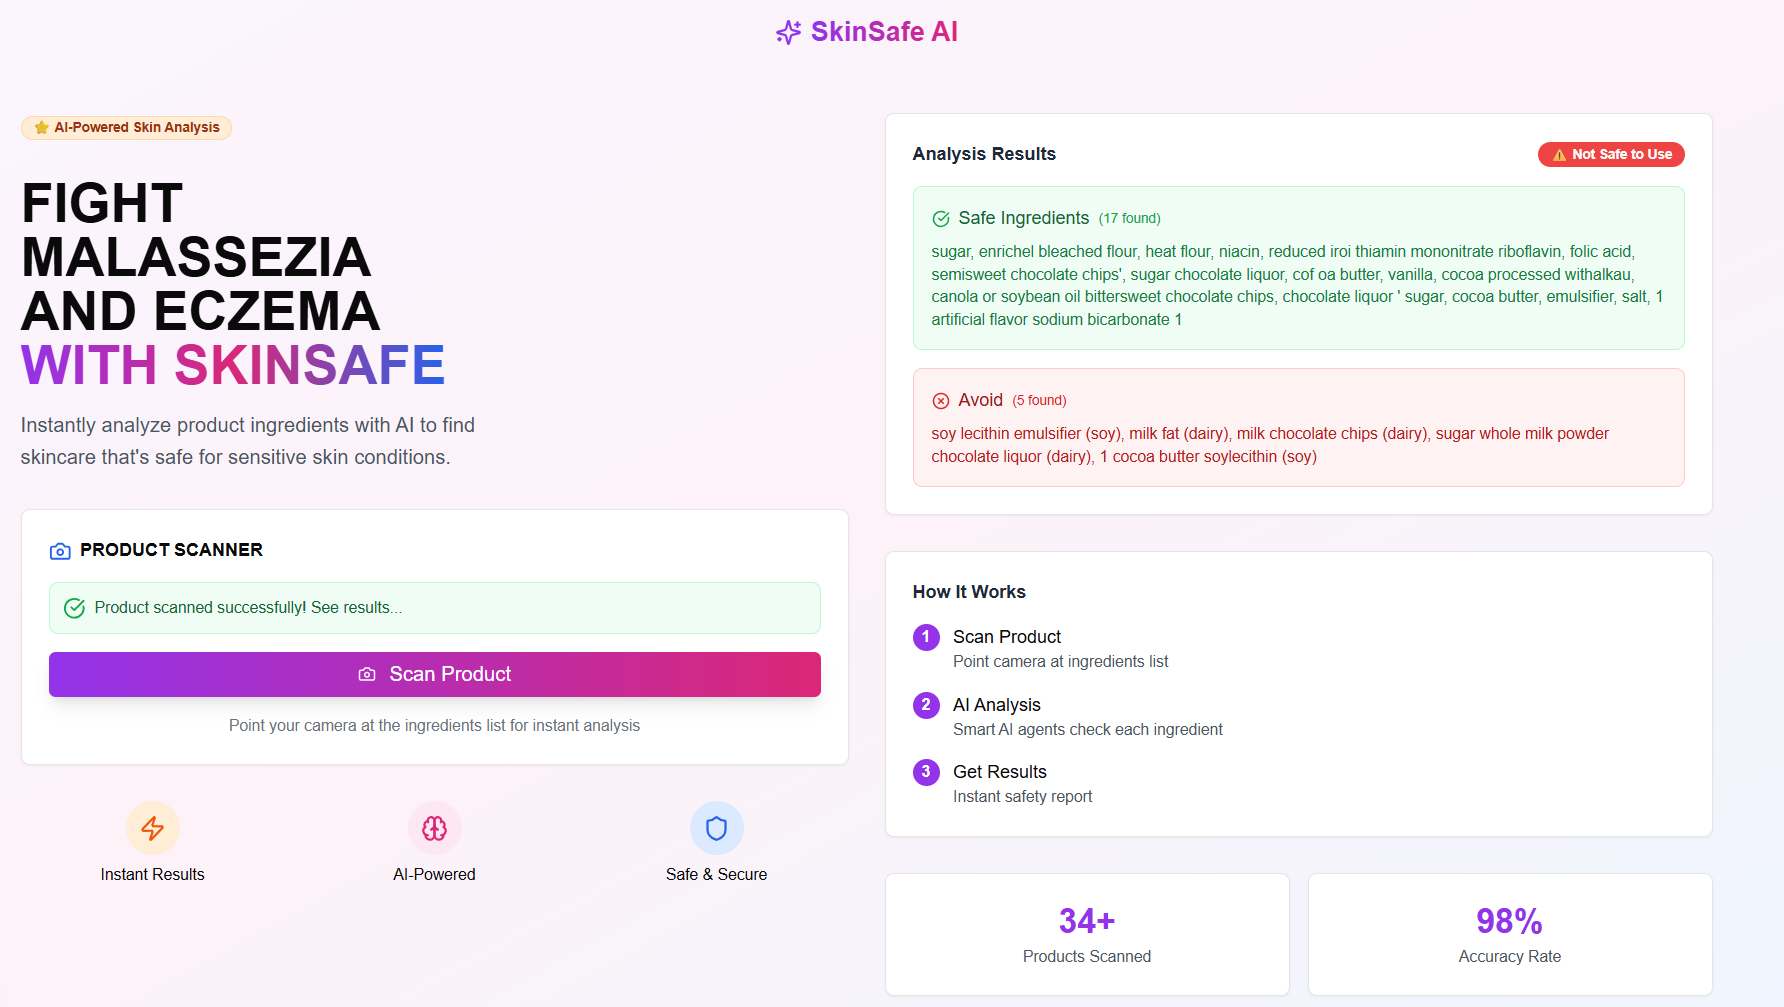 SkinSafe AI
⭐ AI-Powered Skin Analysis
FIGHT
MALASSEZIA
AND ECZEMA
WITH SKINSAFE
Instantly analyze product ingredients with AI to find
skincare that's safe for sensitive skin conditions.
PRODUCT SCANNER
Product scanned successfully! See results...
Scan Product
Point your camera at the ingredients list for instant analysis
Instant Results
AI-Powered
Safe & Secure
Analysis Results
⚠️ Not Safe to Use
Safe Ingredients (17 found)
sugar, enrichel bleached flour, heat flour, niacin, reduced iroi thiamin mononitrate riboflavin, folic acid,
semisweet chocolate chips', sugar chocolate liquor, cof oa butter, vanilla, cocoa processed withalkau,
canola or soybean oil bittersweet chocolate chips, chocolate liquor ' sugar, cocoa butter, emulsifier, salt, 1
artificial flavor sodium bicarbonate 1
Avoid (5 found)
soy lecithin emulsifier (soy), milk fat (dairy), milk chocolate chips (dairy), sugar whole milk powder
chocolate liquor (dairy), 1 cocoa butter soylecithin (soy)
How It Works
1 Scan Product
Point camera at ingredients list
2 AI Analysis
Smart AI agents check each ingredient
3 Get Results
Instant safety report
34+
Products Scanned
98%
Accuracy Rate